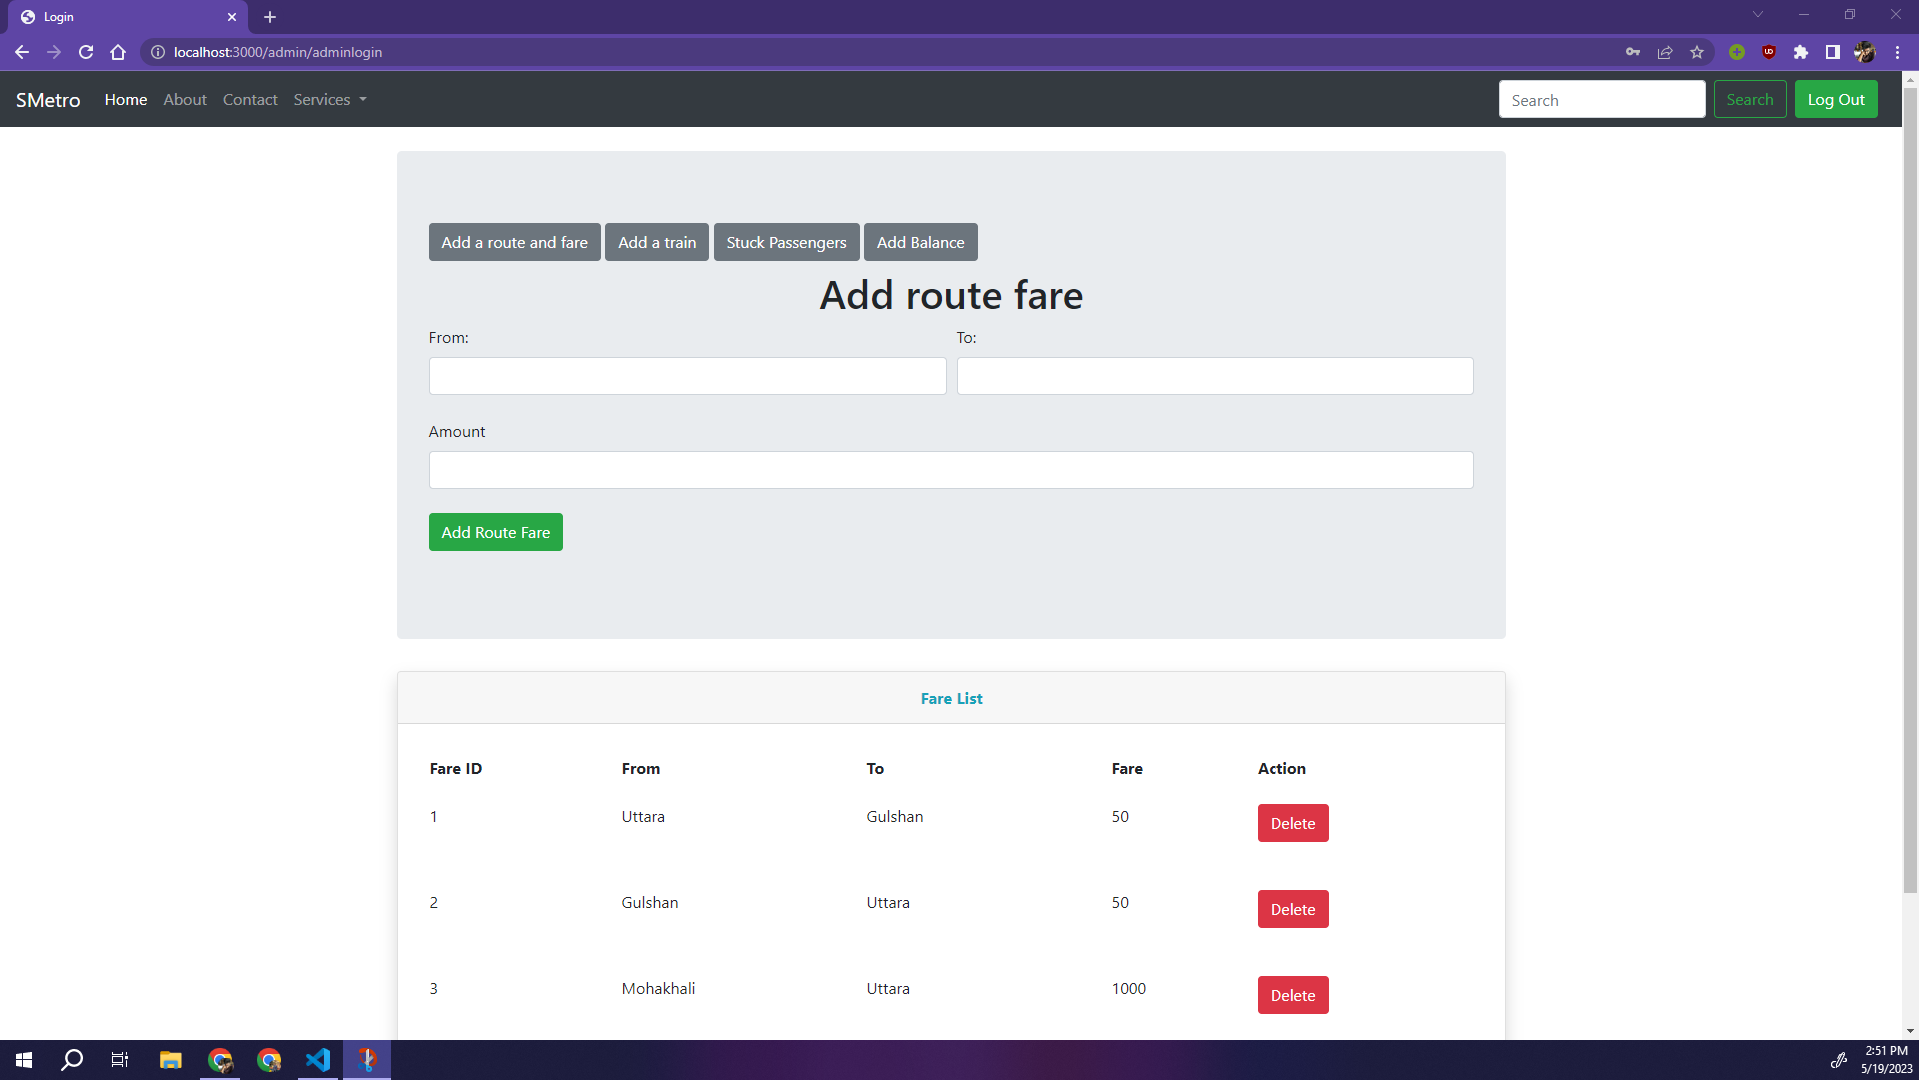 Login
localhost:3000/admin/adminlogin
SMetro Home About Contact Services Search Search Log Out
Add a route and fare Add a train Stuck Passengers Add Balance
Add route fare
From: To:
Amount
Add Route Fare
Fare List
Fare ID From To Fare Action
1 Uttara Gulshan 50 Delete
2 Gulshan Uttara 50 Delete
3 Mohakhali Uttara 1000 Delete
2:51 PM
5/19/2023